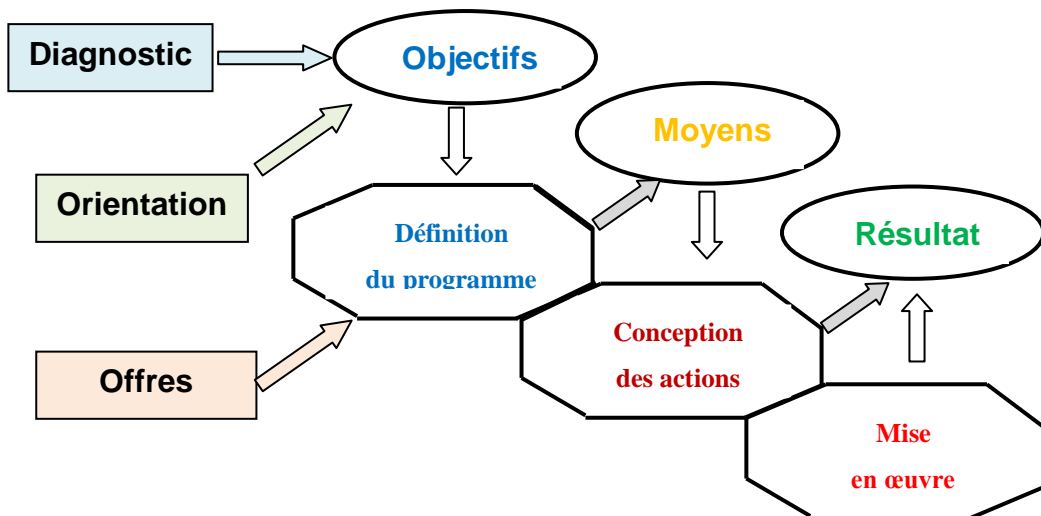 Diagnostic
Objectifs
Moyens
Orientation
Définition
du programme
Résultat
Offres
Conception
des actions
Mise
en œuvre